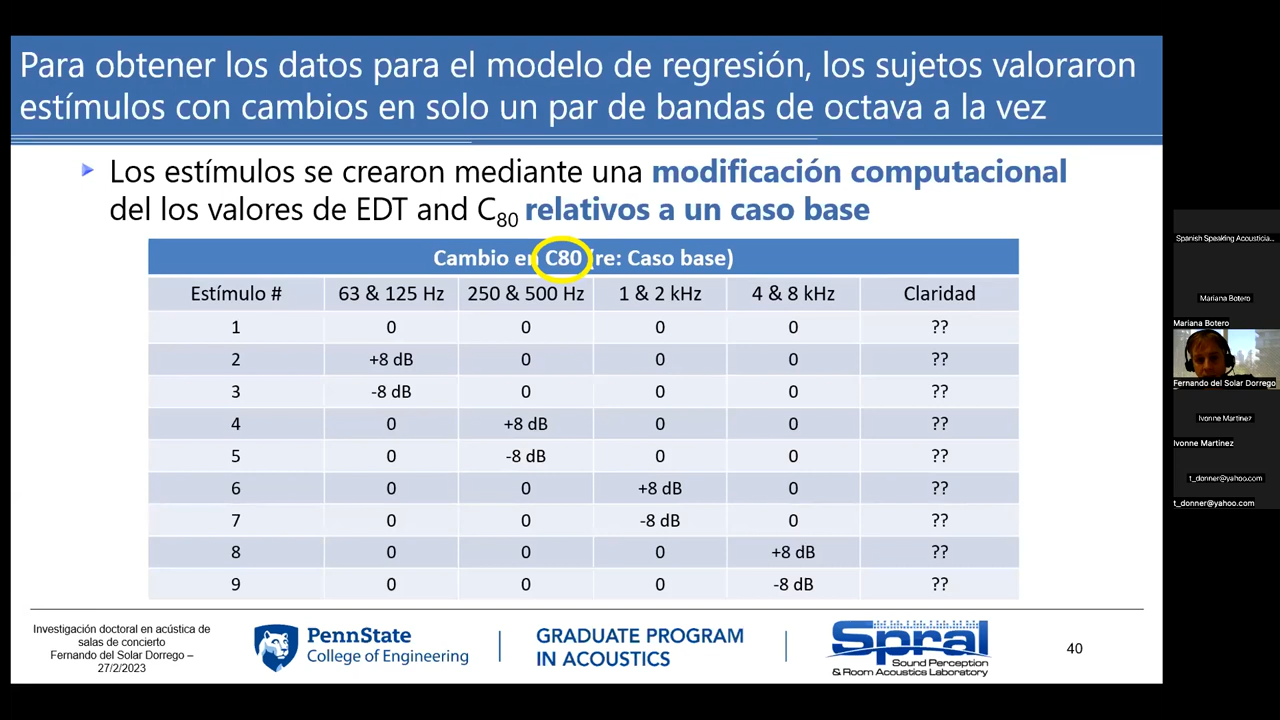 Para obtener los datos para el modelo de regresión, los sujetos valoraron
estímulos con cambios en solo un par de bandas de octava a la vez
Los estímulos se crearon mediante una modificación computacional
del los valores de EDT and C80 relativos a un caso base
Cambio en C80 (re: Caso base)
Estímulo # 63 & 125 Hz 250 & 500 Hz 1 & 2 kHz 4 & 8 kHz Claridad
1 0 0 0 0 ??
2 +8 dB 0 0 0 ??
3 -8 dB 0 0 0 ??
4 0 +8 dB 0 0 ??
5 0 -8 dB 0 0 ??
6 0 0 +8 dB 0 ??
7 0 0 -8 dB 0 ??
8 0 0 0 +8 dB ??
9 0 0 0 -8 dB ??
Investigación doctoral en acústica de
salas de concierto
Fernando del Solar Dorrego –
27/2/2023
PennState
College of Engineering
GRADUATE PROGRAM
IN ACOUSTICS
Spral
Sound Perception
& Room Acoustics Laboratory
40
Spanish Speaking Acousticia...
Mariana Botero
Mariana Botero
Fernando del Solar Dorrego
Ivonne Martinez
Ivonne Martinez
t_donner@yahoo.com
t_donner@yahoo.com